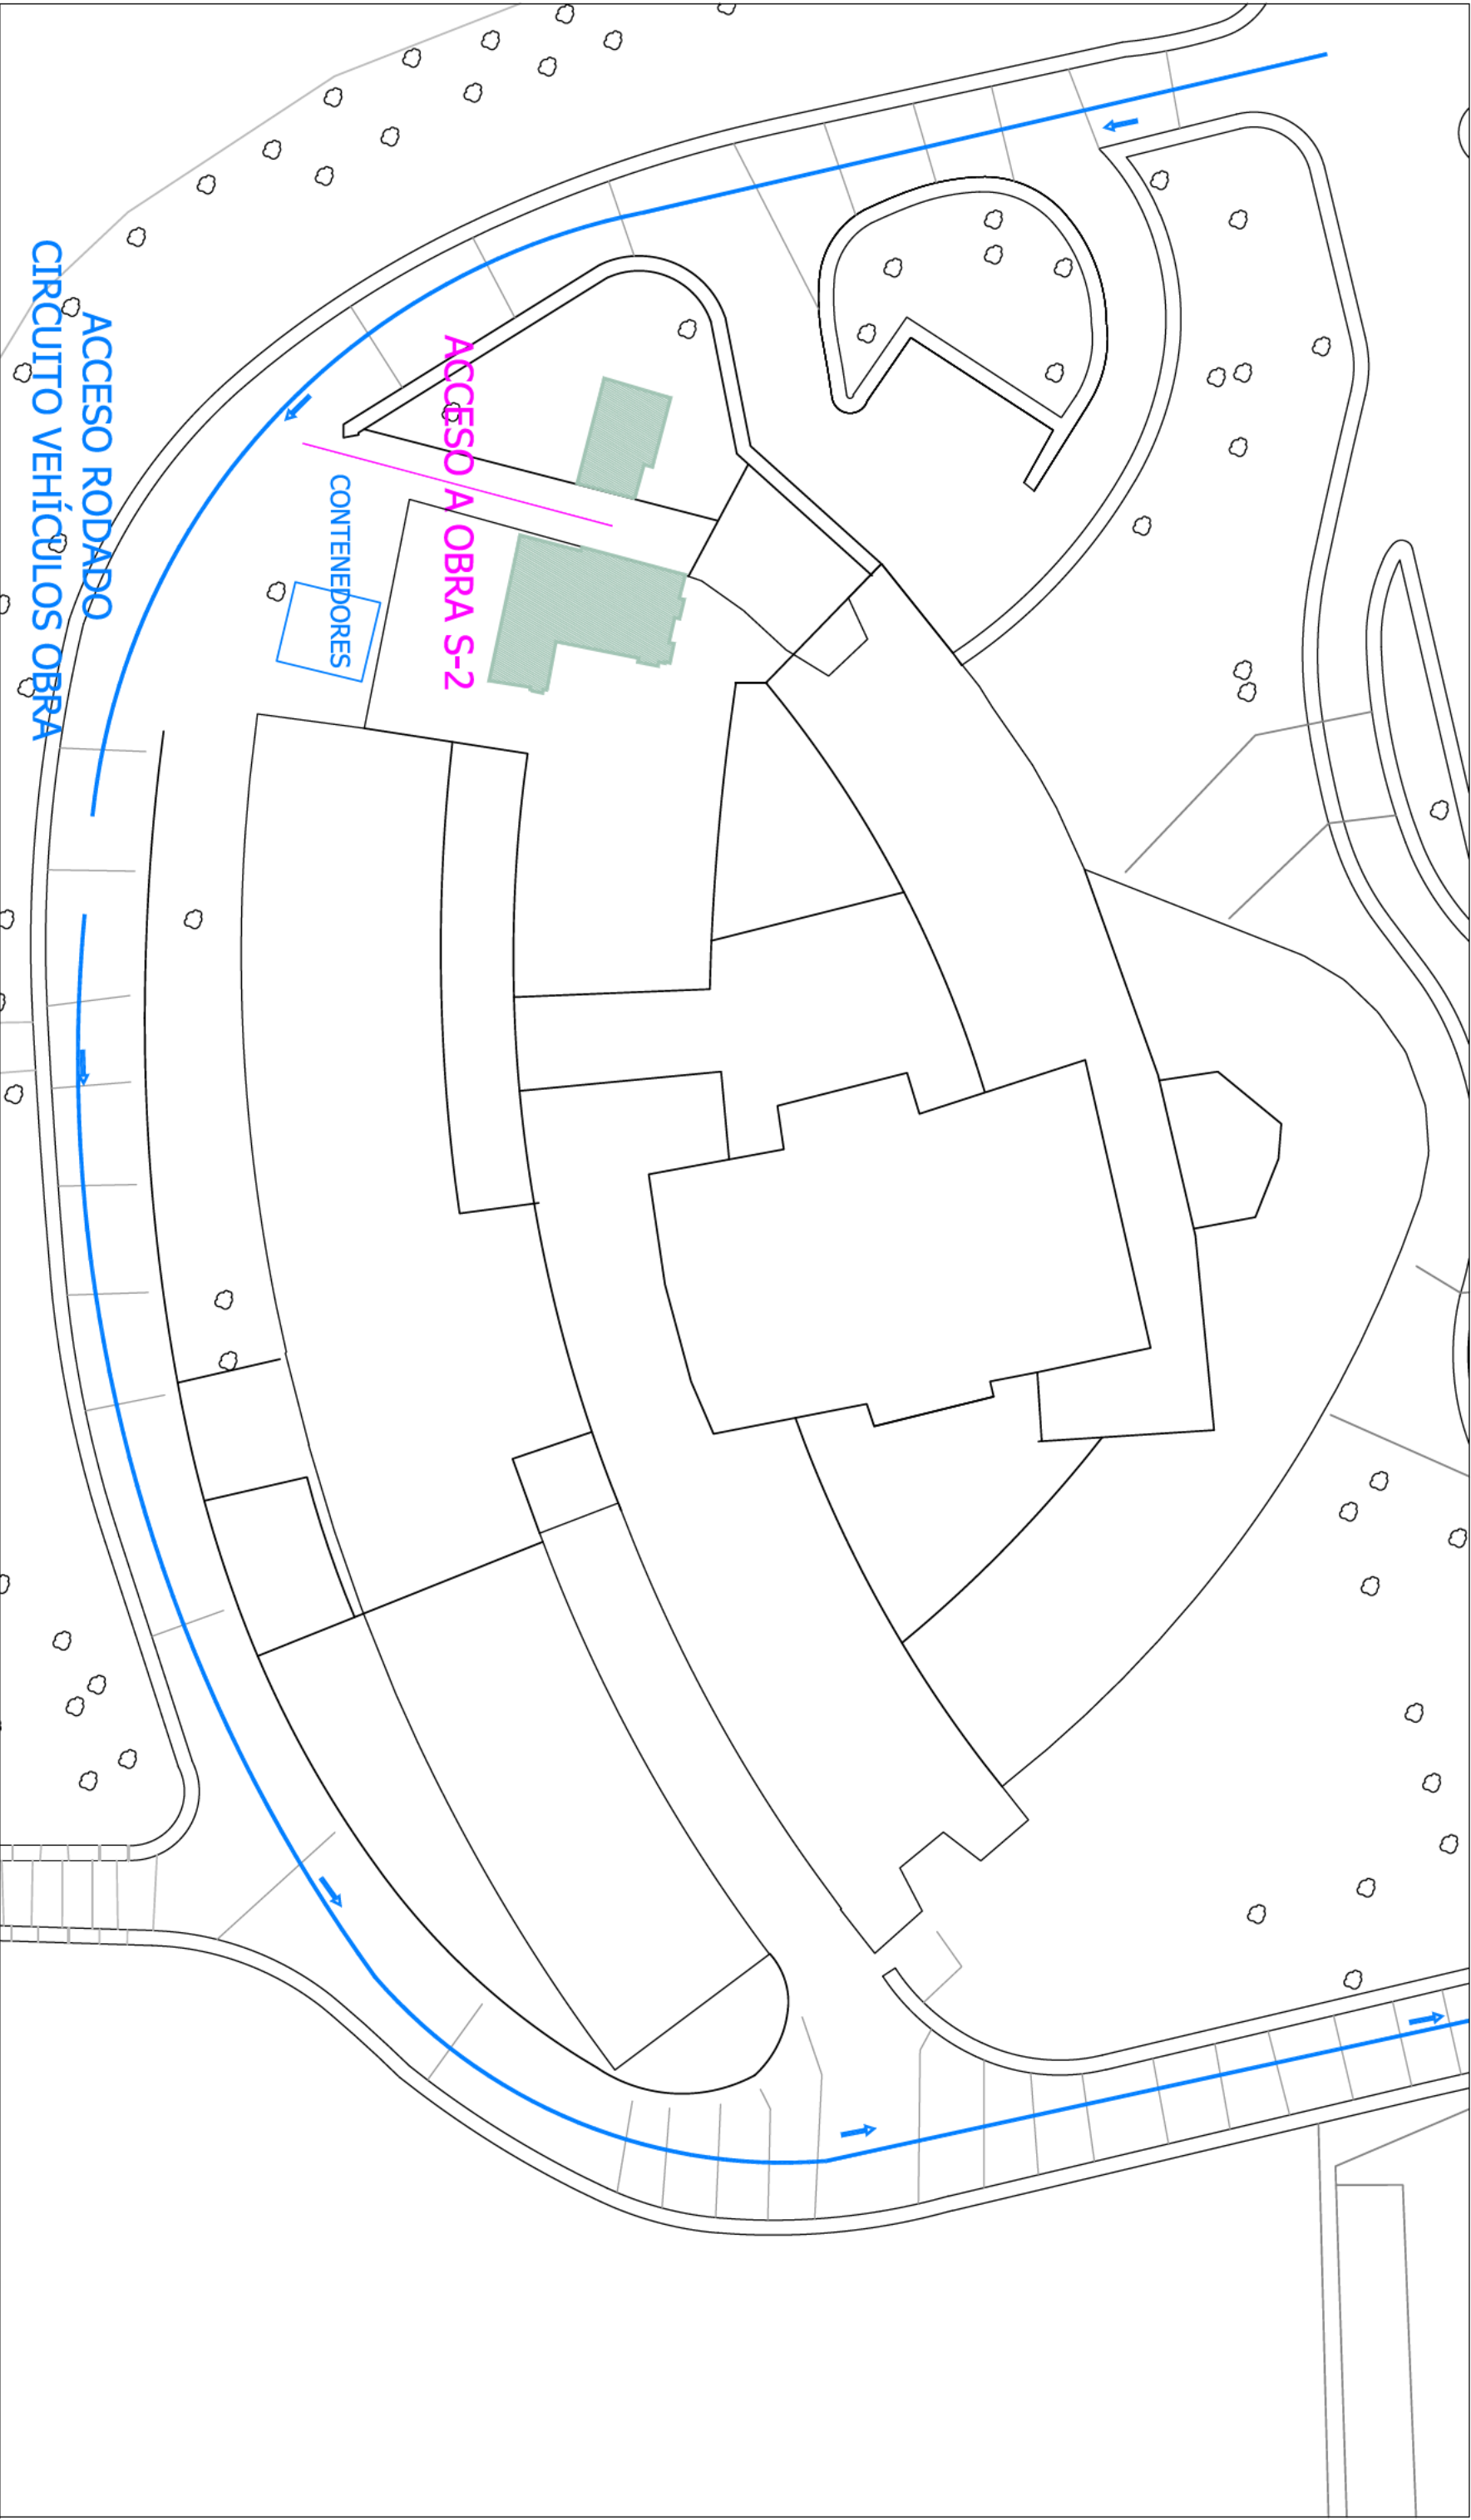 ACCESO RODADO
CIRCUITO VEHÍCULOS OBRA
CONTENEDORES
ACCESO A OBRA S-2